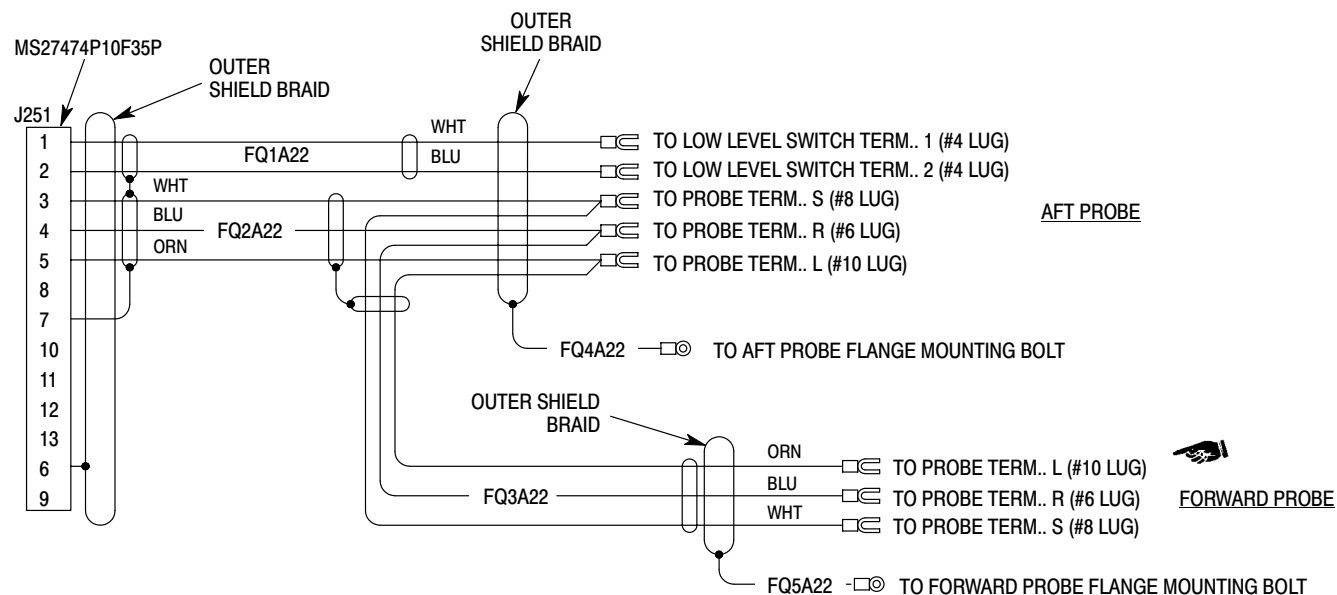 OUTER
SHIELD BRAID
MS27474P10F35P
OUTER
SHIELD BRAID
J251
1
2
3
4
5
8
7
10
11
12
13
6
9
WHT
FQ1A22
BLU
WHT
BLU
FQ2A22
ORN
TO LOW LEVEL SWITCH TERM.. 1 (#4 LUG)
TO LOW LEVEL SWITCH TERM.. 2 (#4 LUG)
TO PROBE TERM.. S (#8 LUG)
TO PROBE TERM.. R (#6 LUG)
TO PROBE TERM.. L (#10 LUG)
AFT PROBE
FQ4A22
TO AFT PROBE FLANGE MOUNTING BOLT
OUTER SHIELD
BRAID
ORN
FQ3A22
BLU
WHT
TO PROBE TERM.. L (#10 LUG)
TO PROBE TERM.. R (#6 LUG)
TO PROBE TERM.. S (#8 LUG)
FORWARD PROBE
FQ5A22
TO FORWARD PROBE FLANGE MOUNTING BOLT